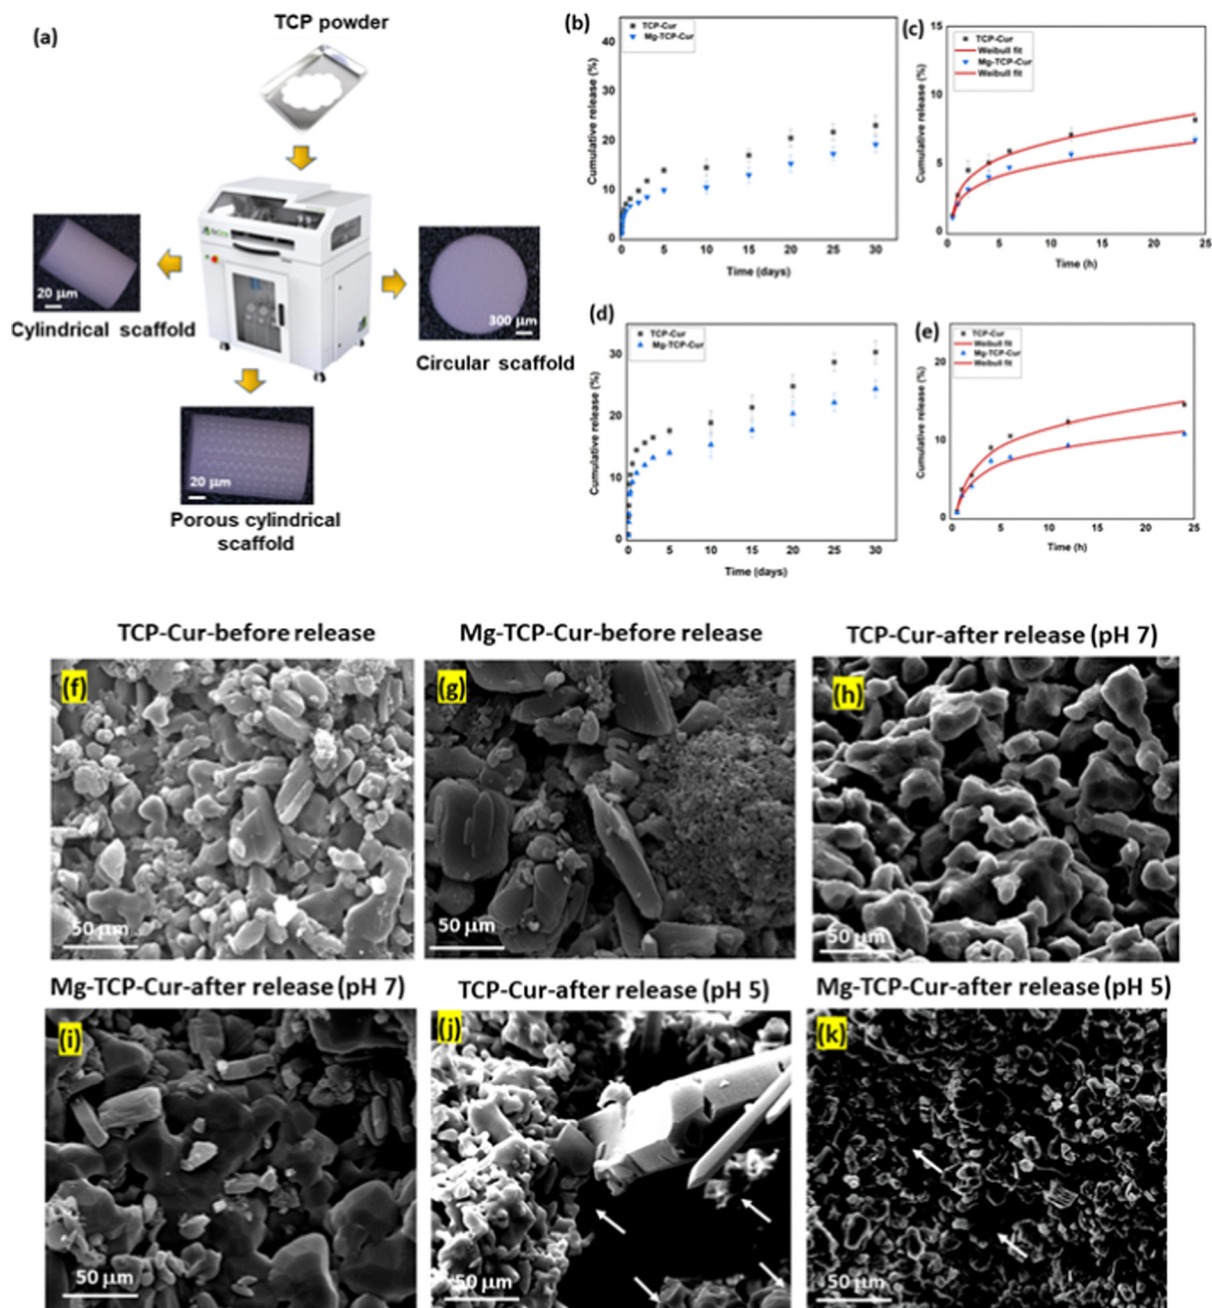 (a)
TCP powder
20 μm
Cylindrical scaffold
300 μm
Circular scaffold
20 μm
Porous cylindrical
scaffold
(b)
TCP-Cur
Mg-TCP-Cur
Cumulative release (%)
40
30
20
10
0
0
5
10
15
20
25
30
Time (days)
(c)
TCP-Cur
Weibull fit
Mg-TCP-Cur
Weibull fit
Cumulative release (%)
15
10
5
0
0
5
10
15
20
25
Time (h)
(d)
TCP-Cur
Mg-TCP-Cur
Cumulative release (%)
30
20
10
0
0
5
10
15
20
25
30
Time (days)
(e)
TCP-Cur
Weibull fit
Mg-TCP-Cur
Weibull fit
Cumulative release (%)
20
10
0
0
5
10
15
20
25
Time (h)
TCP-Cur-before release
(f)
50 μm
Mg-TCP-Cur-before release
(g)
50 μm
TCP-Cur-after release (pH 7)
(h)
50 μm
Mg-TCP-Cur-after release (pH 7)
(i)
50 μm
TCP-Cur-after release (pH 5)
(j)
50 μm
Mg-TCP-Cur-after release (pH 5)
(k)
50 μm